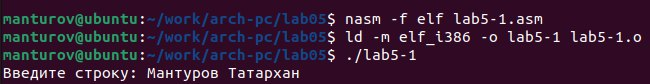 manturov@ubuntu:~/work/arch-pc/lab05$ nasm -f elf lab5-1.asm
manturov@ubuntu:~/work/arch-pc/lab05$ ld -m elf_i386 -o lab5-1 lab5-1.o
manturov@ubuntu:~/work/arch-pc/lab05$ ./lab5-1
Введите строку: Мантуров Татархан